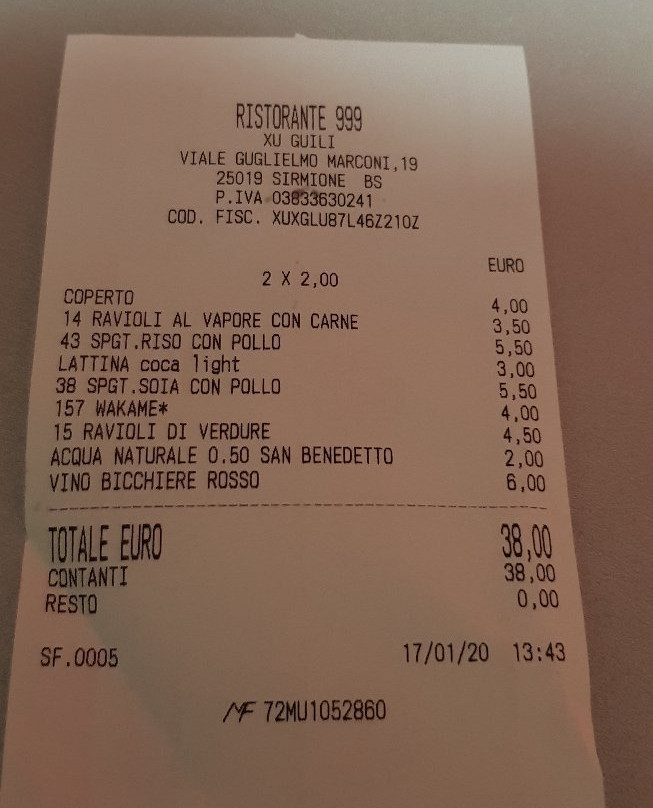 RISTORANTE 999
XU GUILI
VIALE GUGLIELMO MARCONI,19
25019 SIRMIONE BS
P.IVA 03833630241
COD. FISC. XUXGLU87L46Z210Z
EURO
2 X 2,00
COPERTO 4,00
14 RAVIOLI AL VAPORE CON CARNE 3,50
43 SPGT.RISO CON POLLO 5,50
LATTINA coca light 3,00
38 SPGT.SOIA CON POLLO 5,50
157 WAKAME* 4,00
15 RAVIOLI DI VERDURE 4,50
ACQUA NATURALE 0.50 SAN BENEDETTO 2,00
VINO BICCHIERE ROSSO 6,00
TOTALE EURO 38,00
CONTANTI 38,00
RESTO 0,00
SF.0005 17/01/20 13:43
MF 72MU1052860